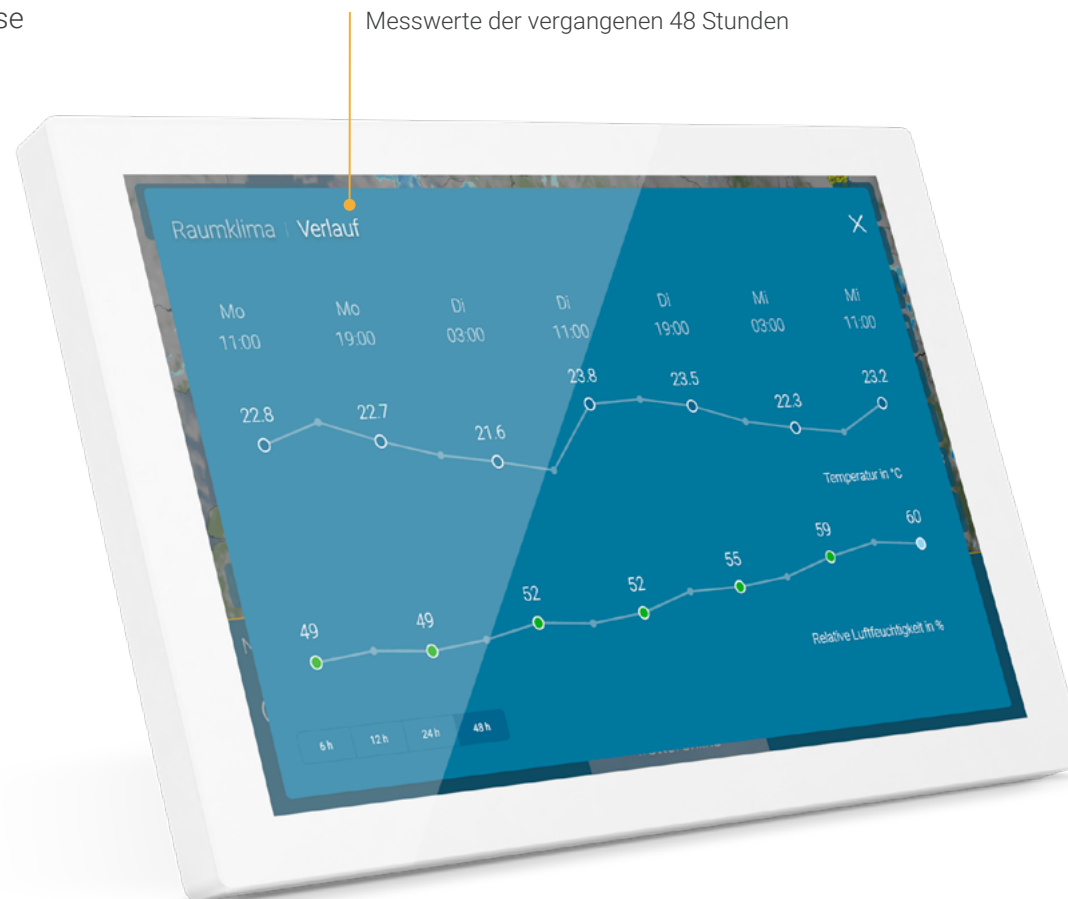 se
Messwerte der vergangenen 48 Stunden
Raumklima | Verlauf
Mo Mo Di Di Di Mi Mi
11:00 19:00 03:00 11:00 19:00 03:00 11:00
22.8 22.7 21.6 23.8 23.5 22.3 23.2
Temperatur in °C
49 49 52 52 55 59 60
Relative Luftfeuchtigkeit in %
6 h 12 h 24 h 48 h